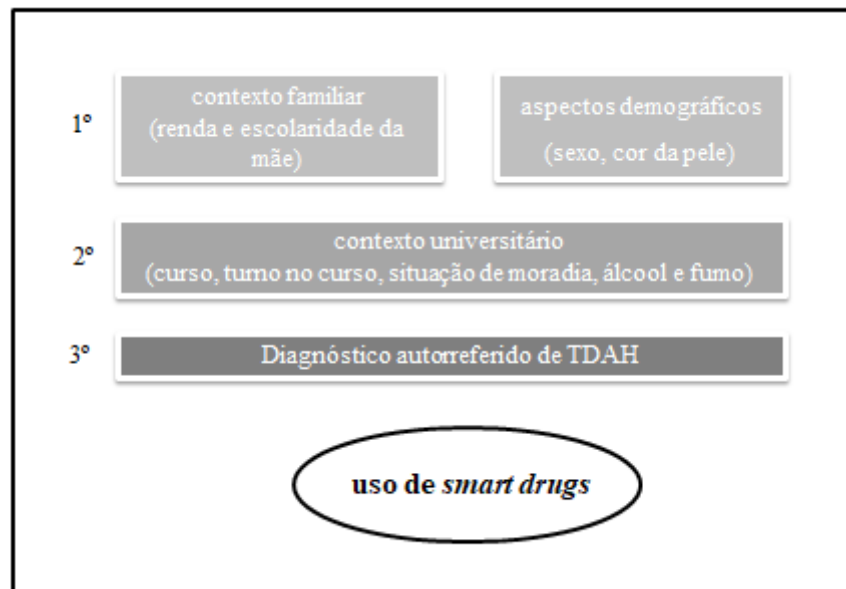 1º
contexto familiar
(renda e escolaridade da
mãe)
aspectos demográficos
(sexo, cor da pele)
2º
contexto universitário
(curso, turno no curso, situação de moradia, álcool e fumo)
3º
Diagnóstico autorreferido de TDAH
uso de smart drugs